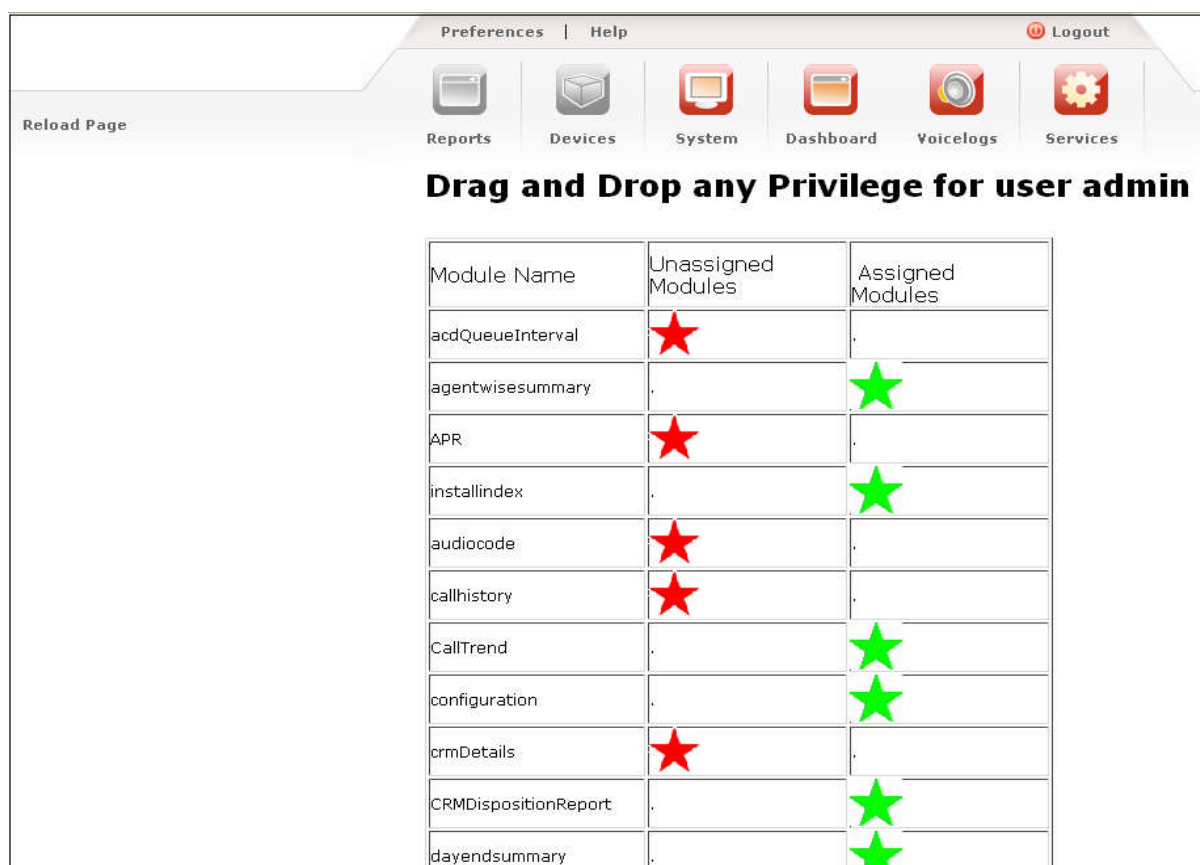 Preferences | Help
Logout
Reload Page
Reports Devices System Dashboard Voicelogs Services
Drag and Drop any Privilege for user admin
Module Name
Unassigned
Modules
Assigned
Modules
acdQueueInterval .
agentwisesummary .
APR .
installindex .
audiocode .
callhistory .
CallTrend .
configuration .
crmDetails .
CRMDispositionReport .
dayendsummary .